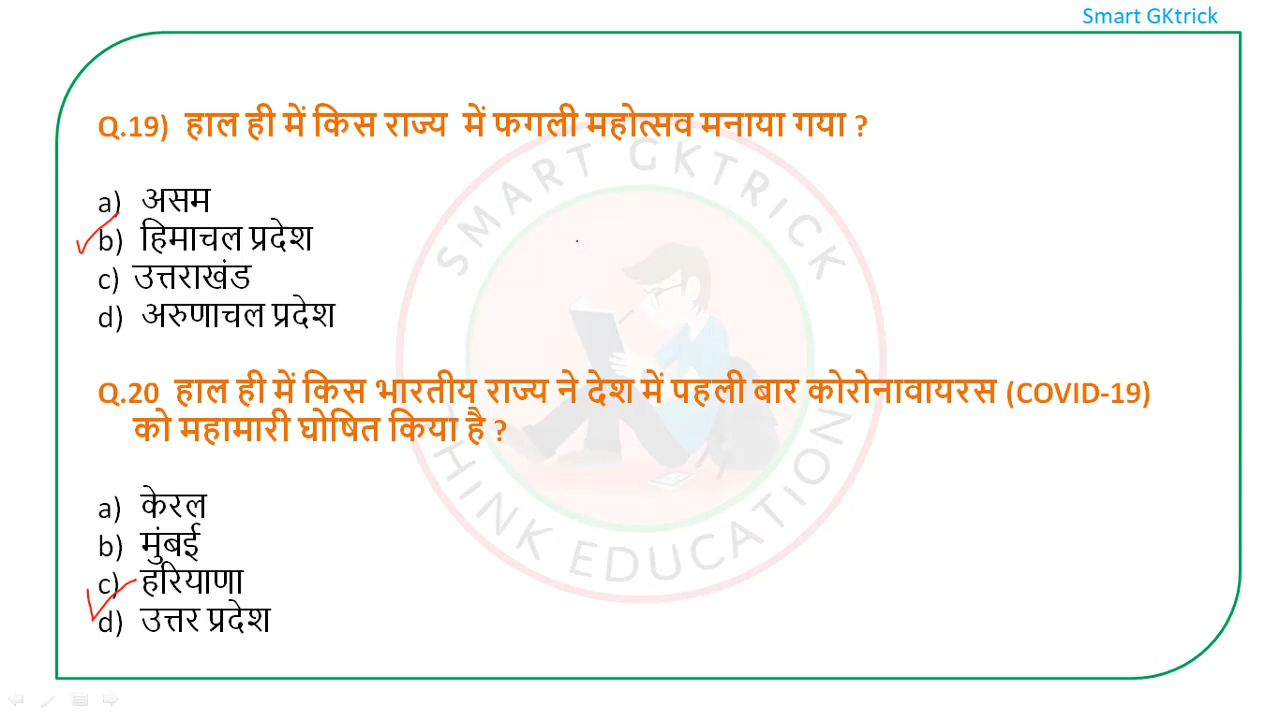 Smart GKtrick
Q.19) हाल ही में किस राज्य में फगली महोत्सव मनाया गया ?
a) असम
b) हिमाचल प्रदेश
c) उत्तराखंड
d) अरुणाचल प्रदेश
Q.20 हाल ही में किस भारतीय राज्य ने देश में पहली बार कोरोनावायरस (COVID-19)
को महामारी घोषित किया है ?
a) केरल
b) मुंबई
c) हरियाणा
d) उत्तर प्रदेश
SMART GKTRICK
THINK EDUCATION